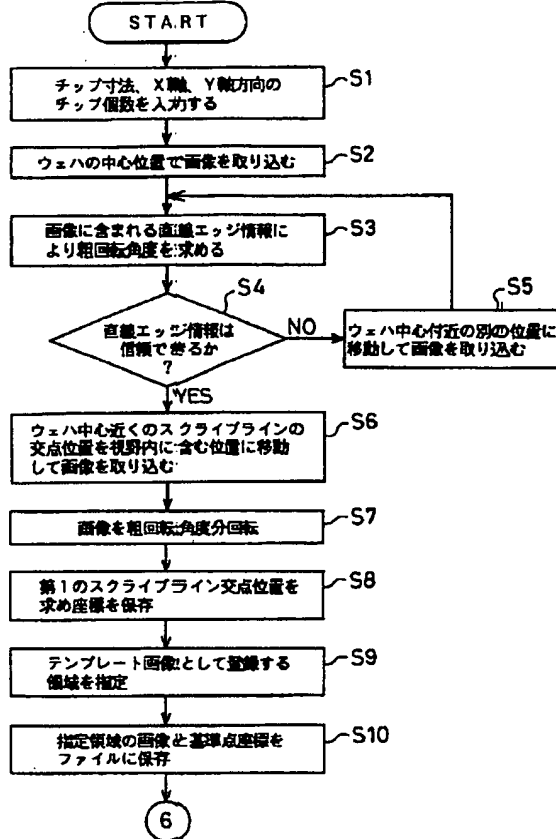 START
チップ寸法、X軸、Y軸方向の
チップ個数を入力する
S1
ウェハの中心位置で画像を取り込む
S2
画像に含まれる直線エッジ情報に
より粗回転角度を求める
S3
直線エッジ情報は
信頼できるか
?
S4
NO
ウェハ中心付近の別の位置に
移動して画像を取り込む
S5
YES
ウェハ中心近くのスクライブラインの
交点位置を視野内に含む位置に移動
して画像を取り込む
S6
画像を粗回転角度分回転
S7
第1のスクライブライン交点位置を
求め座標を保存
S8
テンプレート画像として登録する
領域を指定
S9
指定領域の画像と基準点座標を
ファイルに保存
S10
6